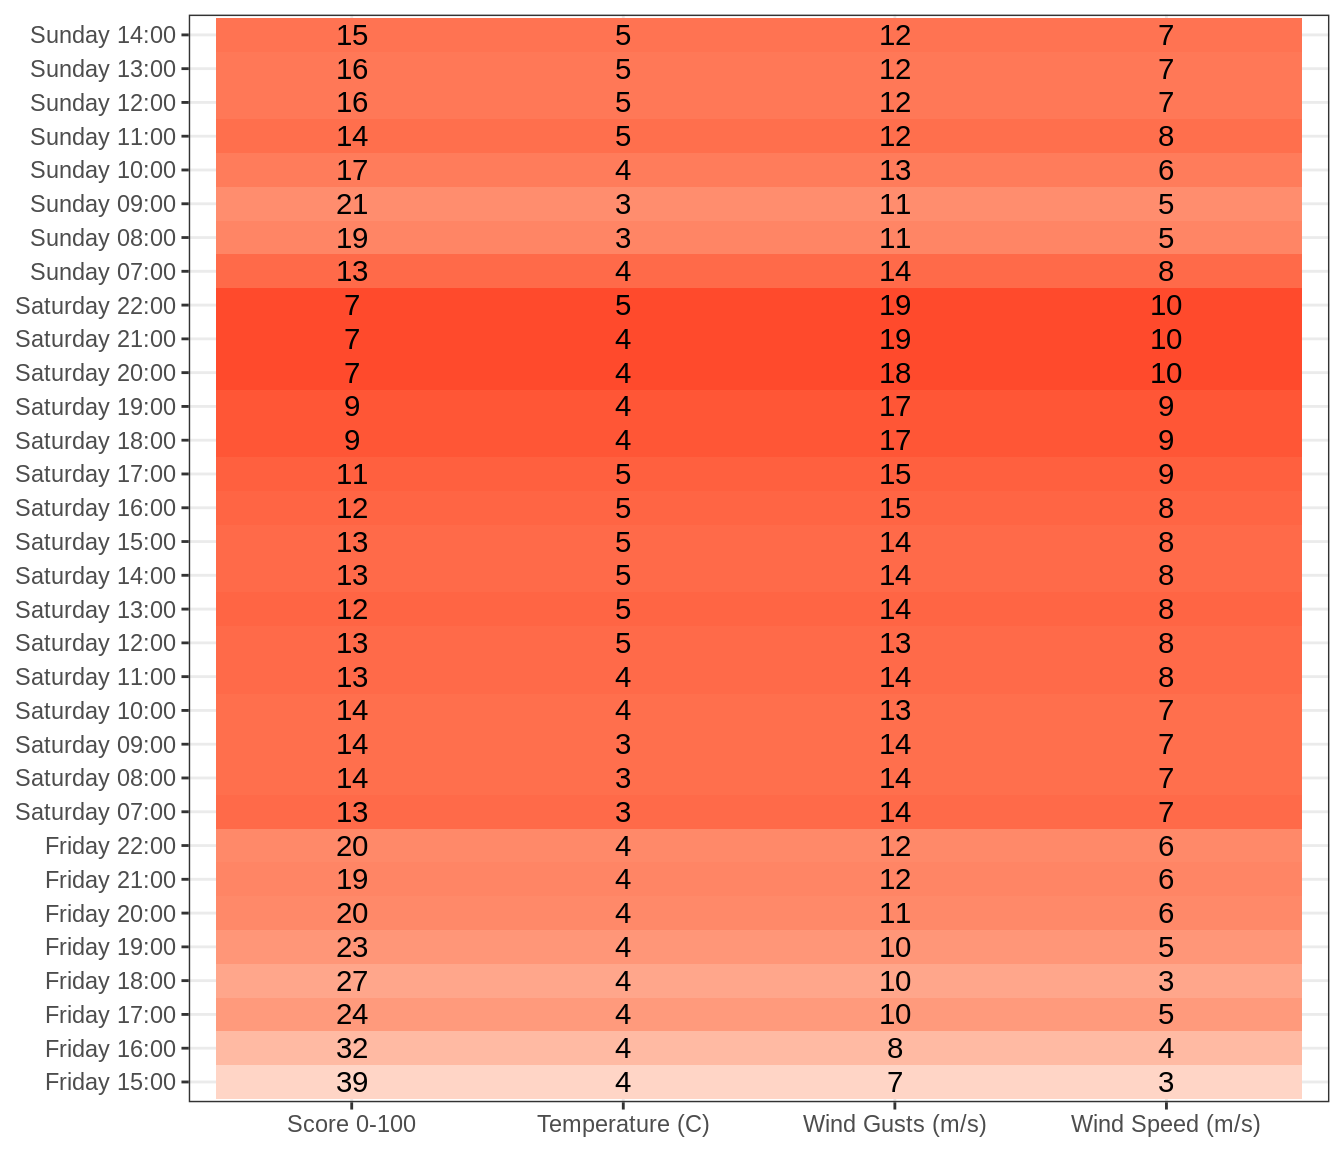 Sunday 14:00 15 5 12 7
Sunday 13:00 16 5 12 7
Sunday 12:00 16 5 12 7
Sunday 11:00 14 5 12 8
Sunday 10:00 17 4 13 6
Sunday 09:00 21 3 11 5
Sunday 08:00 19 3 11 5
Sunday 07:00 13 4 14 8
Saturday 22:00 7 5 19 10
Saturday 21:00 7 4 19 10
Saturday 20:00 7 4 18 10
Saturday 19:00 9 4 17 9
Saturday 18:00 9 4 17 9
Saturday 17:00 11 5 15 9
Saturday 16:00 12 5 15 8
Saturday 15:00 13 5 14 8
Saturday 14:00 13 5 14 8
Saturday 13:00 12 5 14 8
Saturday 12:00 13 5 13 8
Saturday 11:00 13 4 14 8
Saturday 10:00 14 4 13 7
Saturday 09:00 14 3 14 7
Saturday 08:00 14 3 14 7
Saturday 07:00 13 3 14 7
Friday 22:00 20 4 12 6
Friday 21:00 19 4 12 6
Friday 20:00 20 4 11 6
Friday 19:00 23 4 10 5
Friday 18:00 27 4 10 3
Friday 17:00 24 4 10 5
Friday 16:00 32 4 8 4
Friday 15:00 39 4 7 3
Score 0-100 Temperature (C) Wind Gusts (m/s) Wind Speed (m/s)